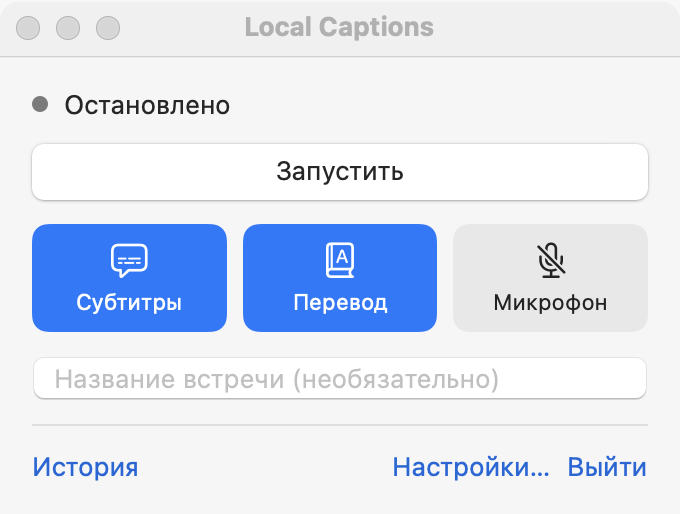 Local Captions
Остановлено
Запустить
Субтитры
A
Перевод
Микрофон
Название встречи (необязательно)
История
Настройки...
Выйти